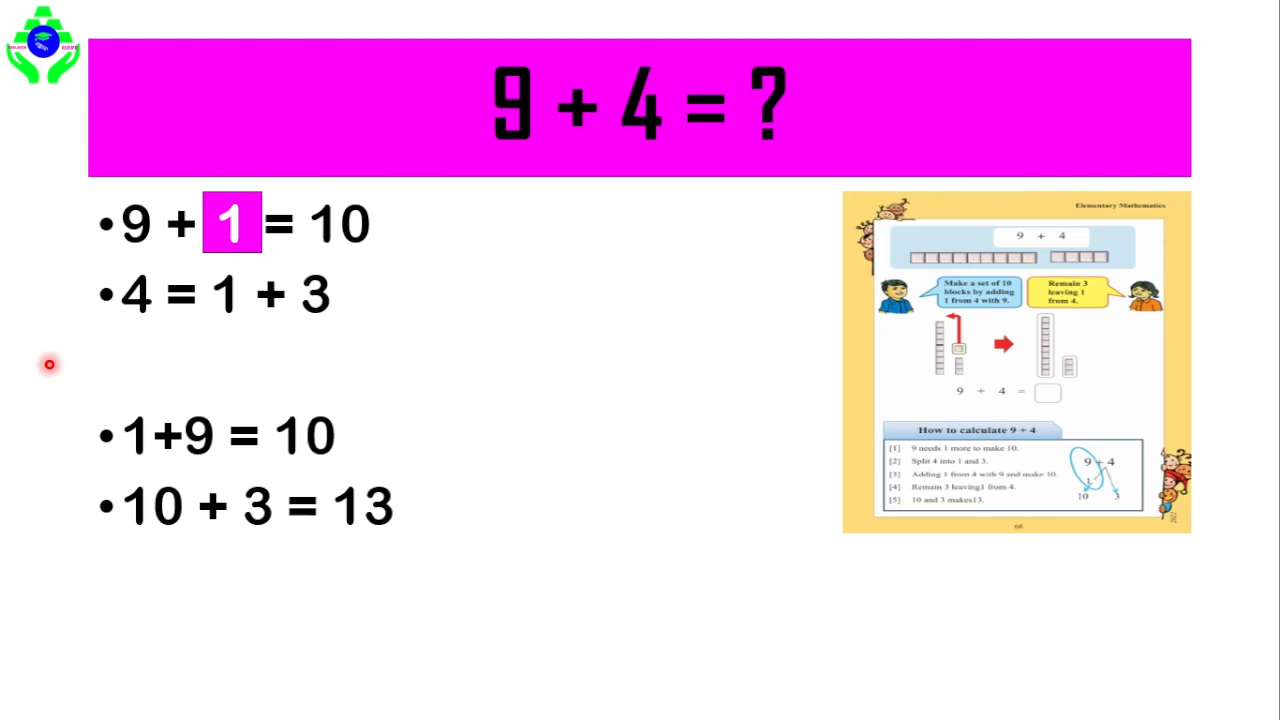 9 + 4 = ?
•9 + 1 = 10
•4 = 1 + 3
•1+9 = 10
•10 + 3 = 13
Elementary Mathematics
9 + 4
Make a set of 10
blocks by adding
1 from 4 with 9.
Remain 3
leaving 1
from 4.
9 + 4 =
How to calculate 9 + 4
[1] 9 needs 1 more to make 10.
[2] Split 4 into 1 and 3.
[3] Adding 1 from 4 with 9 and make 10.
[4] Remain 3 leaving1 from 4.
[5] 10 and 3 makes13.
9 + 4
1
10 3
68